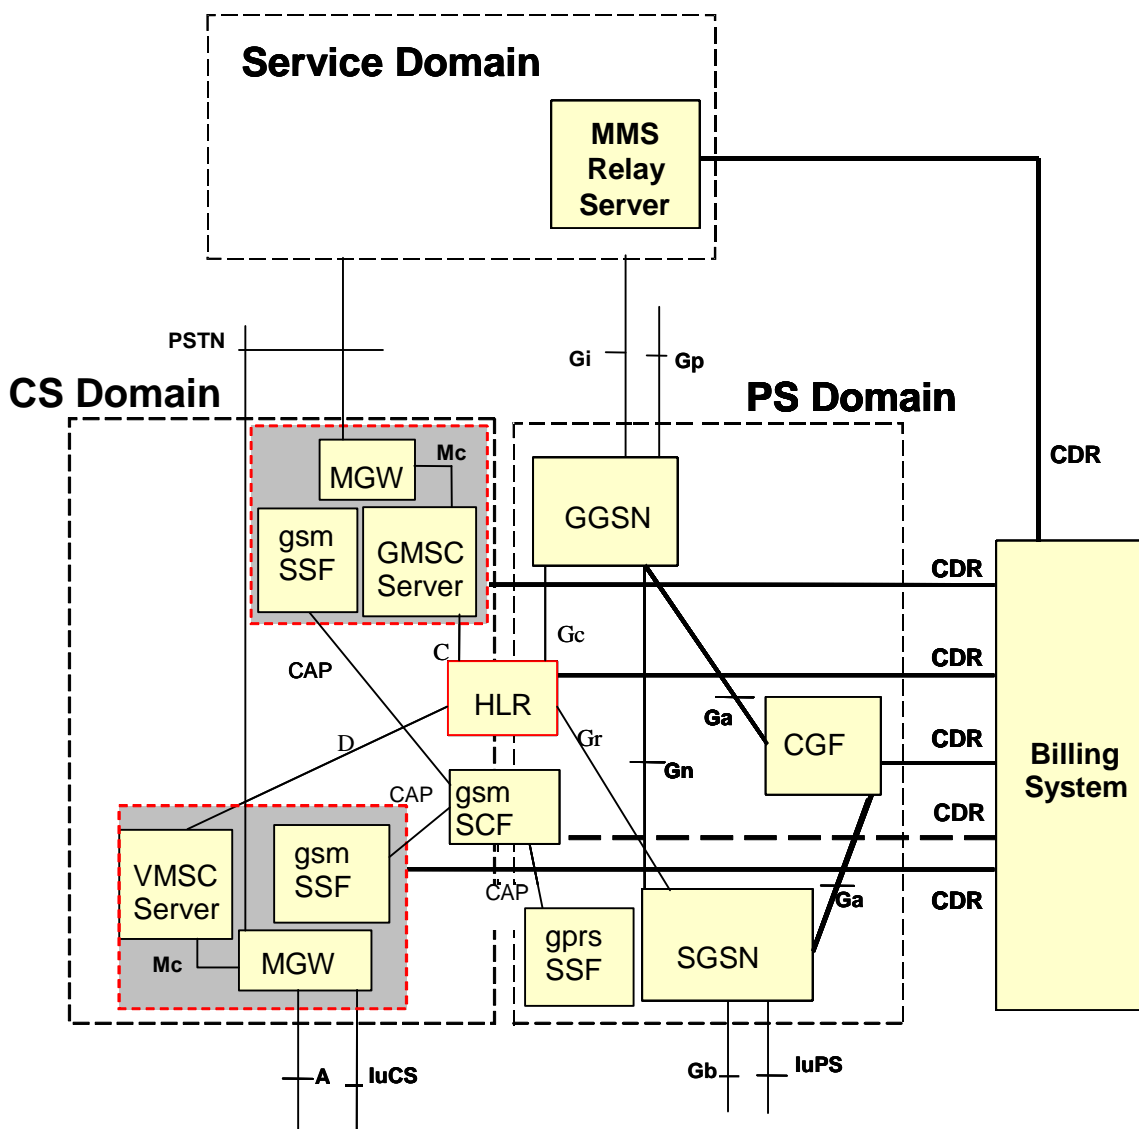 Service Domain
MMS
Relay
Server
PSTN
Gi
Gp
CS Domain
PS Domain
CDR
MGW
Mc
GGSN
gsm
SSF
GMSC
Server
CDR
C
Gc
CAP
CDR
HLR
Ga
CGF
D
Gr
CDR
Gn
Billing
System
CAP
gsm
SCF
CDR
VMSC
Server
gsm
SSF
CAP
Ga
CDR
gprs
SSF
SGSN
Mc
MGW
A
IuCS
Gb
IuPS